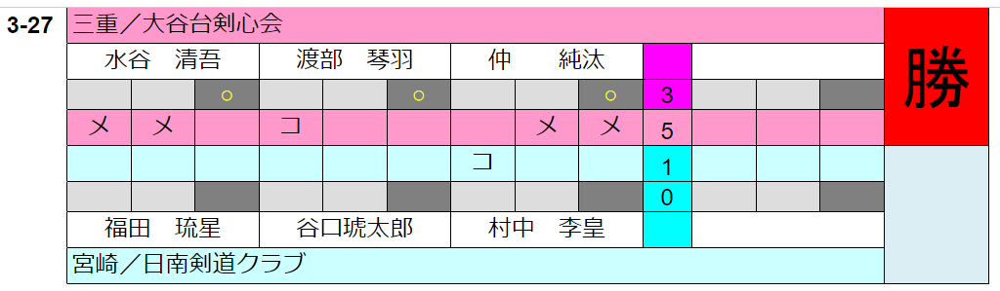 3-27
三重／大谷台剣心会
勝
水谷 清吾 渡部 琴羽 仲 純汰
○ ○ ○ 3
メ メ コ メ メ 5
コ 1
0
福田 琉星 谷口琥太郎 村中 李皇
宮崎／日南剣道クラブ